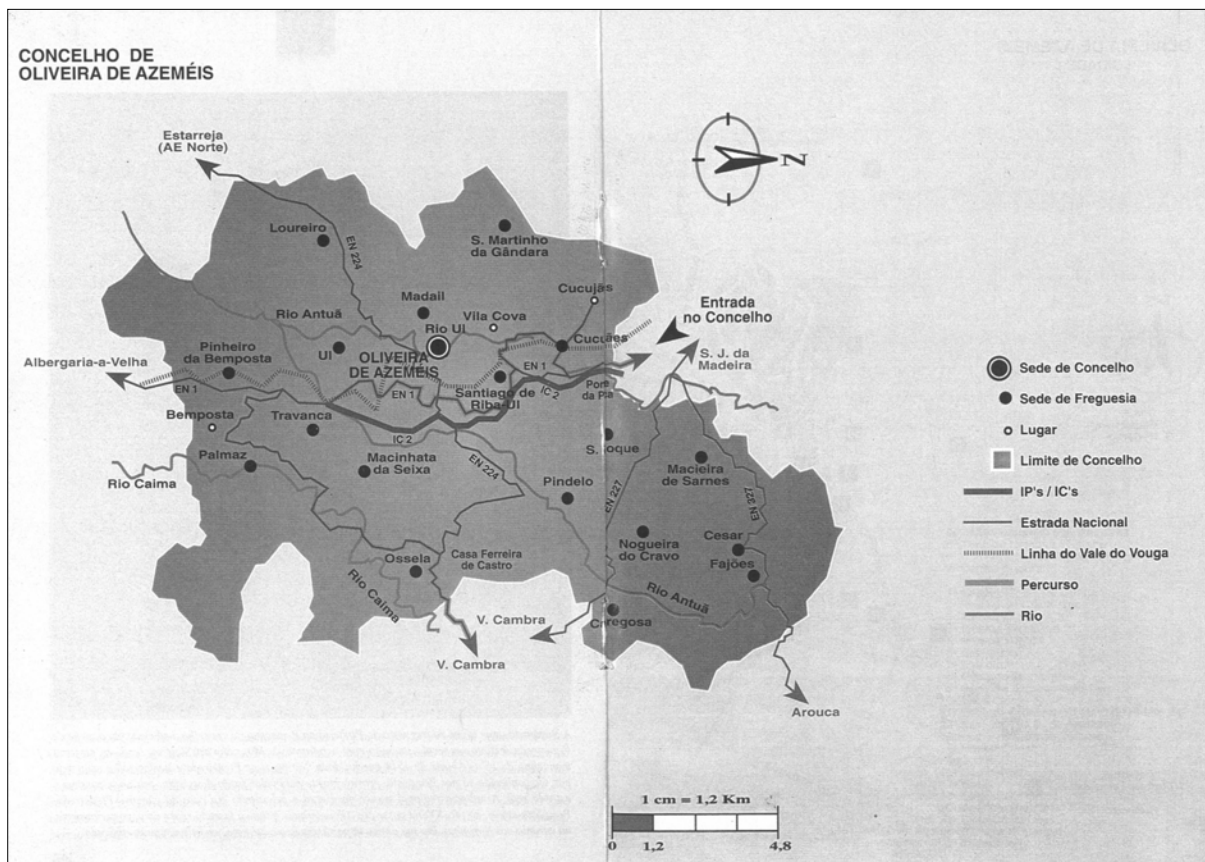 CONCELHO DE
OLIVEIRA DE AZEMÉIS
Estarreja
(AE Norte)
Loureiro
EN 224
S. Martinho
da Gândara
Cucujãs
Madail
Vila Cova
Rio Antuã
Rio Ul
Entrada
no Concelho
Cucuães
S. J. da
Madeira
Albergaria-a-Velha
Pinheiro
da Bemposta
Ul
OLIVEIRA
DE AZEMÉIS
EN 1
EN 1
EN 1
IC 2
Santiago de
Riba-Ul
da Pia
Bemposta
Travanca
IC 2
Palmaz
Macinhata
da Seixa
EN 224
Rio Caima
Pindelo
EN 227
Macieira
de Sarnes
EN 327
Nogueira
do Cravo
Cesar
Fajões
Ossela
Casa Ferreira
de Castro
Rio Caima
Rio Antuã
V. Cambra
V. Cambra
Arouca
N
Sede de Concelho
Sede de Freguesia
Lugar
Limite de Concelho
IP's / IC's
Estrada Nacional
Linha do Vale do Vouga
Percurso
Rio
1 cm = 1,2 Km
0 1,2 4,8